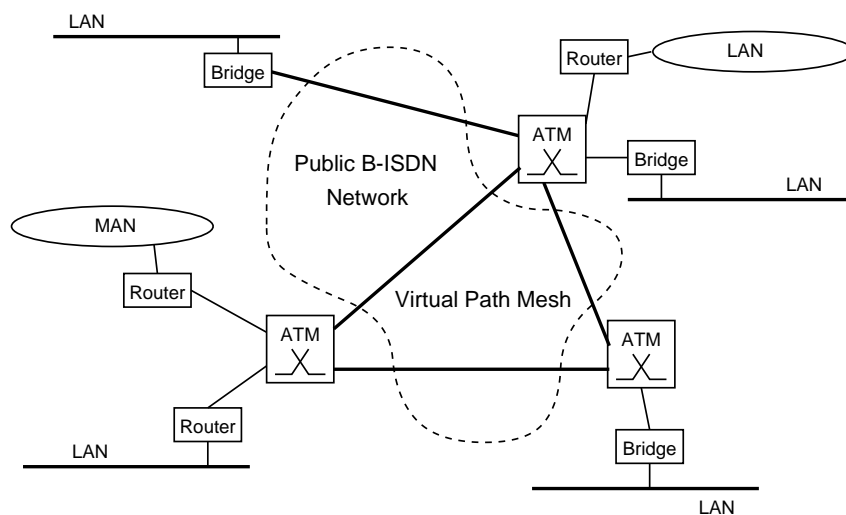 LAN
Bridge
Router
LAN
ATM
Public B-ISDN
Network
Bridge
LAN
MAN
Router
Virtual Path Mesh
ATM
ATM
Router
LAN
Bridge
LAN